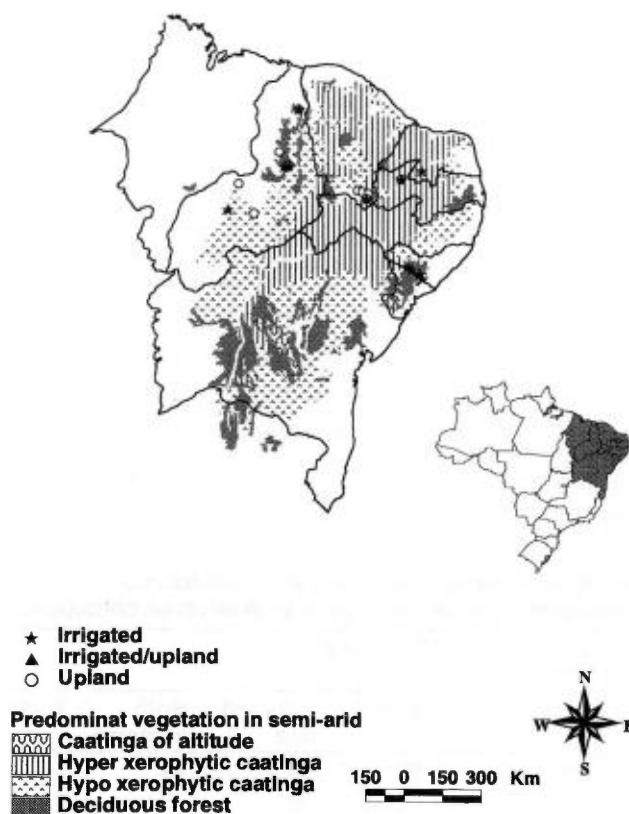 Irrigated
Irrigated/upland
Upland
N
W
E
S
Predominat vegetation in semi-arid
Caatinga of altitude
Hyper xerophytic caatinga
Hypo xerophytic caatinga
Deciduous forest
150 0 150 300 Km